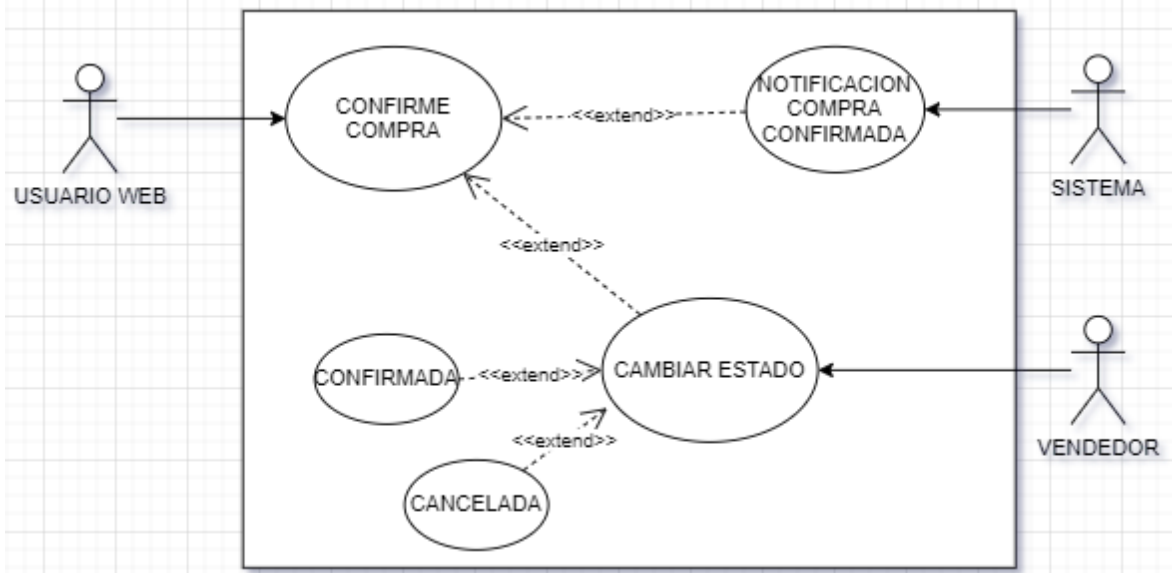 CONFIRME
COMPRA
<<extend>>
NOTIFICACION
COMPRA
CONFIRMADA
USUARIO WEB
SISTEMA
<<extend>>
CONFIRMADA
<<extend>>
CAMBIAR ESTADO
<<extend>>
VENDEDOR
CANCELADA